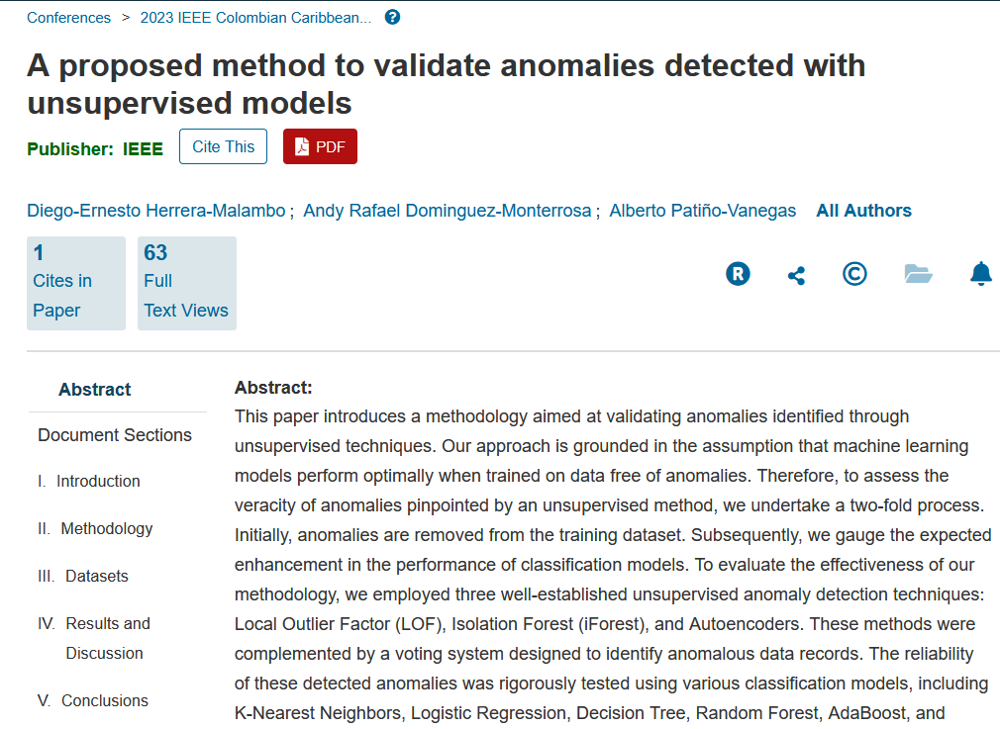 Conferences > 2023 IEEE Colombian Caribbean... ?
A proposed method to validate anomalies detected with
unsupervised models
Publisher: IEEE Cite This PDF
Diego-Ernesto Herrera-Malambo ; Andy Rafael Dominguez-Monterrosa ; Alberto Patiño-Vanegas All Authors
1
Cites in
Paper
63
Full
Text Views
R ©
Abstract
Document Sections
I. Introduction
II. Methodology
III. Datasets
IV. Results and
Discussion
V. Conclusions
Abstract:
This paper introduces a methodology aimed at validating anomalies identified through
unsupervised techniques. Our approach is grounded in the assumption that machine learning
models perform optimally when trained on data free of anomalies. Therefore, to assess the
veracity of anomalies pinpointed by an unsupervised method, we undertake a two-fold process.
Initially, anomalies are removed from the training dataset. Subsequently, we gauge the expected
enhancement in the performance of classification models. To evaluate the effectiveness of our
methodology, we employed three well-established unsupervised anomaly detection techniques:
Local Outlier Factor (LOF), Isolation Forest (iForest), and Autoencoders. These methods were
complemented by a voting system designed to identify anomalous data records. The reliability
of these detected anomalies was rigorously tested using various classification models, including
K-Nearest Neighbors, Logistic Regression, Decision Tree, Random Forest, AdaBoost, and